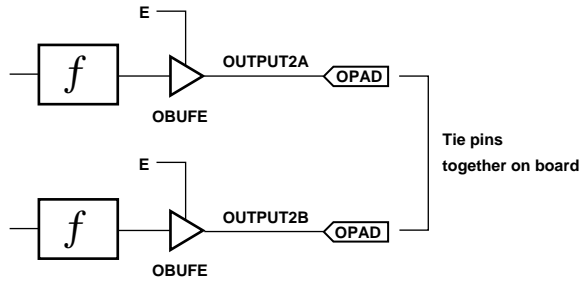 E
f
OUTPUT2A
OPAD
OBUFE
Tie pins
together on board
E
f
OUTPUT2B
OPAD
OBUFE